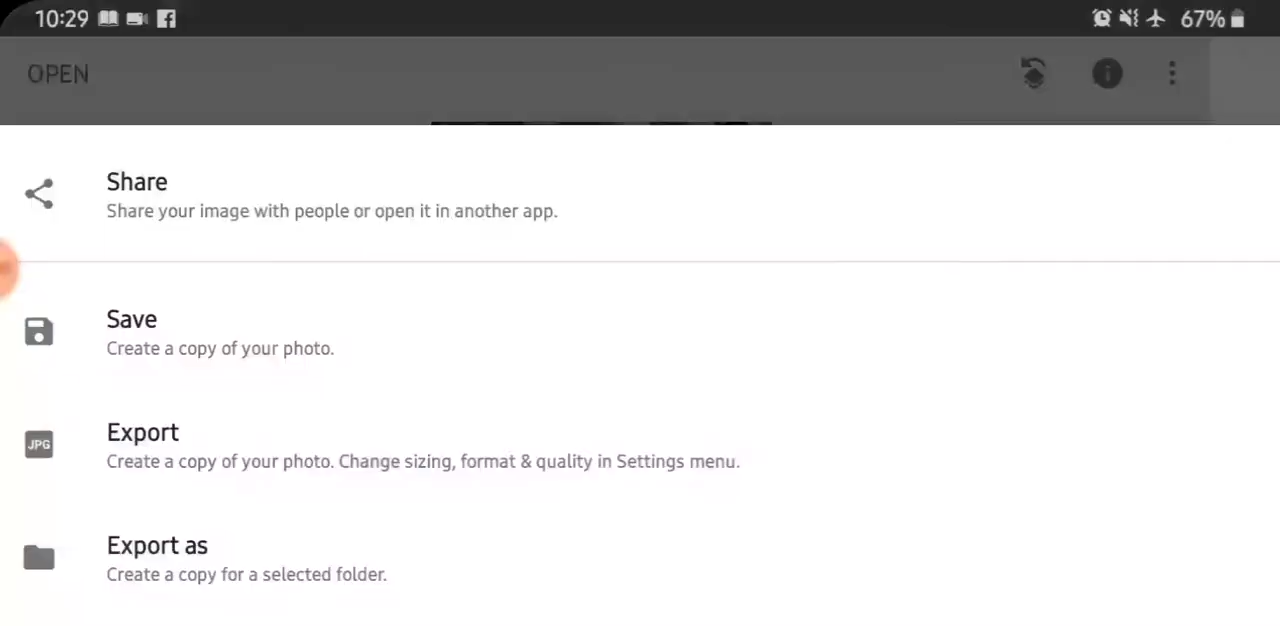 10:29 67%
OPEN
Share
Share your image with people or open it in another app.
Save
Create a copy of your photo.
JPG
Export
Create a copy of your photo. Change sizing, format & quality in Settings menu.
Export as
Create a copy for a selected folder.